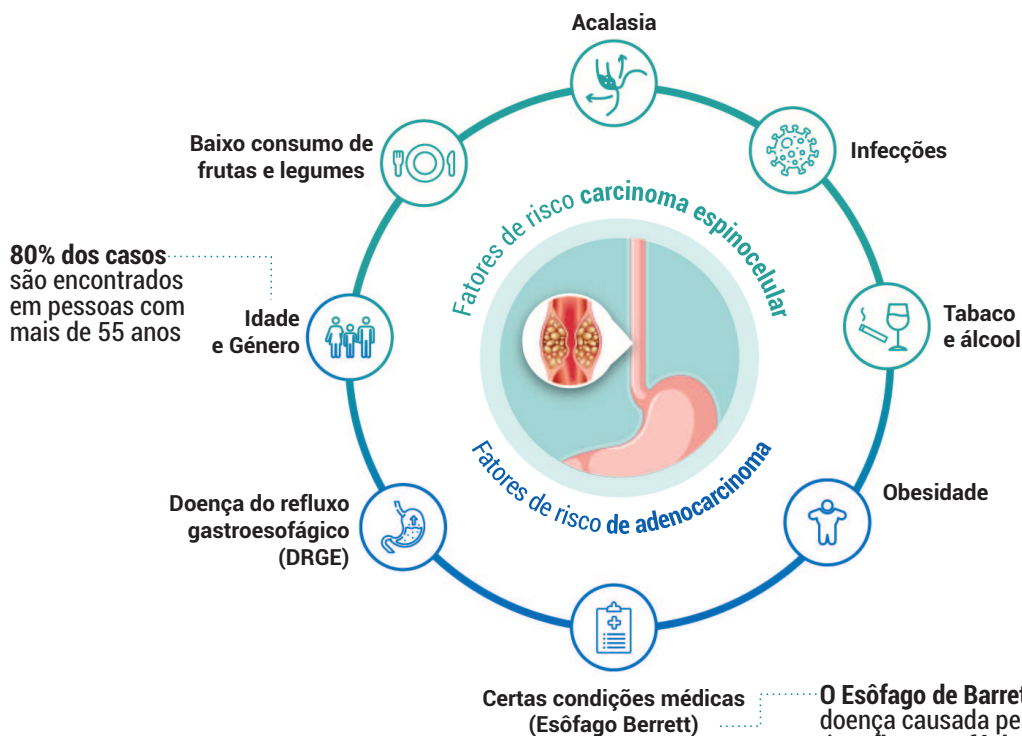 Acalasia
Baixo consumo de
frutas e legumes
Infecções
Fatores de risco carcinoma espinocelular
80% dos casos
são encontrados
em pessoas com
mais de 55 anos
Idade
e Género
Tabaco
e álcool
Fatores de risco de adenocarcinoma
Doença do refluxo
gastroesofágico
(DRGE)
Obesidade
Certas condições médicas
(Esôfago Berrett)
O Esôfago de Barret
doença causada pe